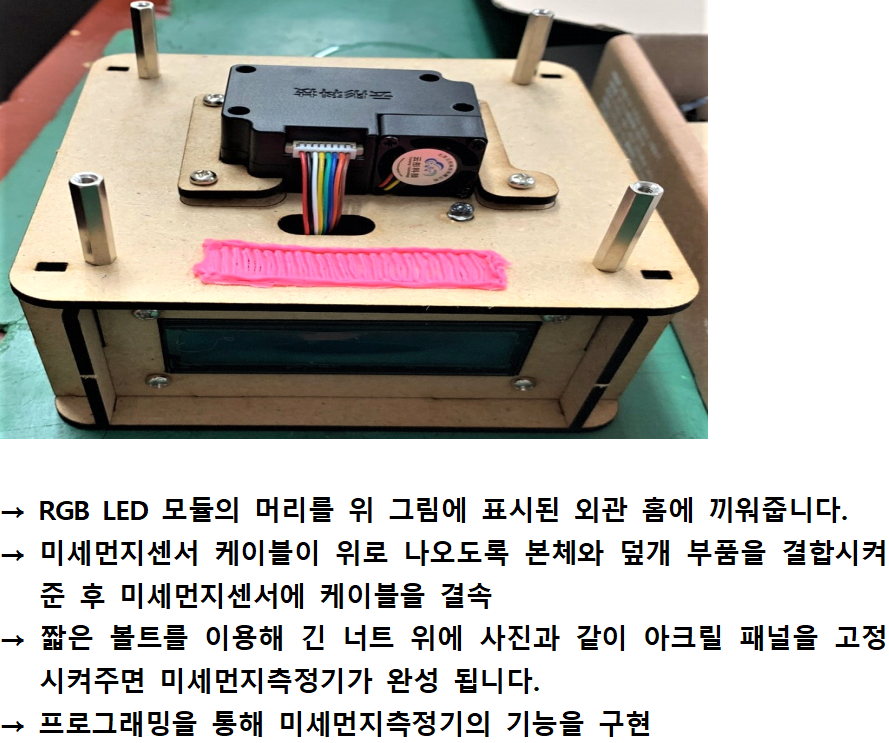 → RGB LED 모듈의 머리를 위 그림에 표시된 외관 홈에 끼워줍니다.
→ 미세먼지센서 케이블이 위로 나오도록 본체와 덮개 부품을 결합시켜
준 후 미세먼지센서에 케이블을 결속
→ 짧은 볼트를 이용해 긴 너트 위에 사진과 같이 아크릴 패널을 고정
시켜주면 미세먼지측정기가 완성 됩니다.
→ 프로그래밍을 통해 미세먼지측정기의 기능을 구현